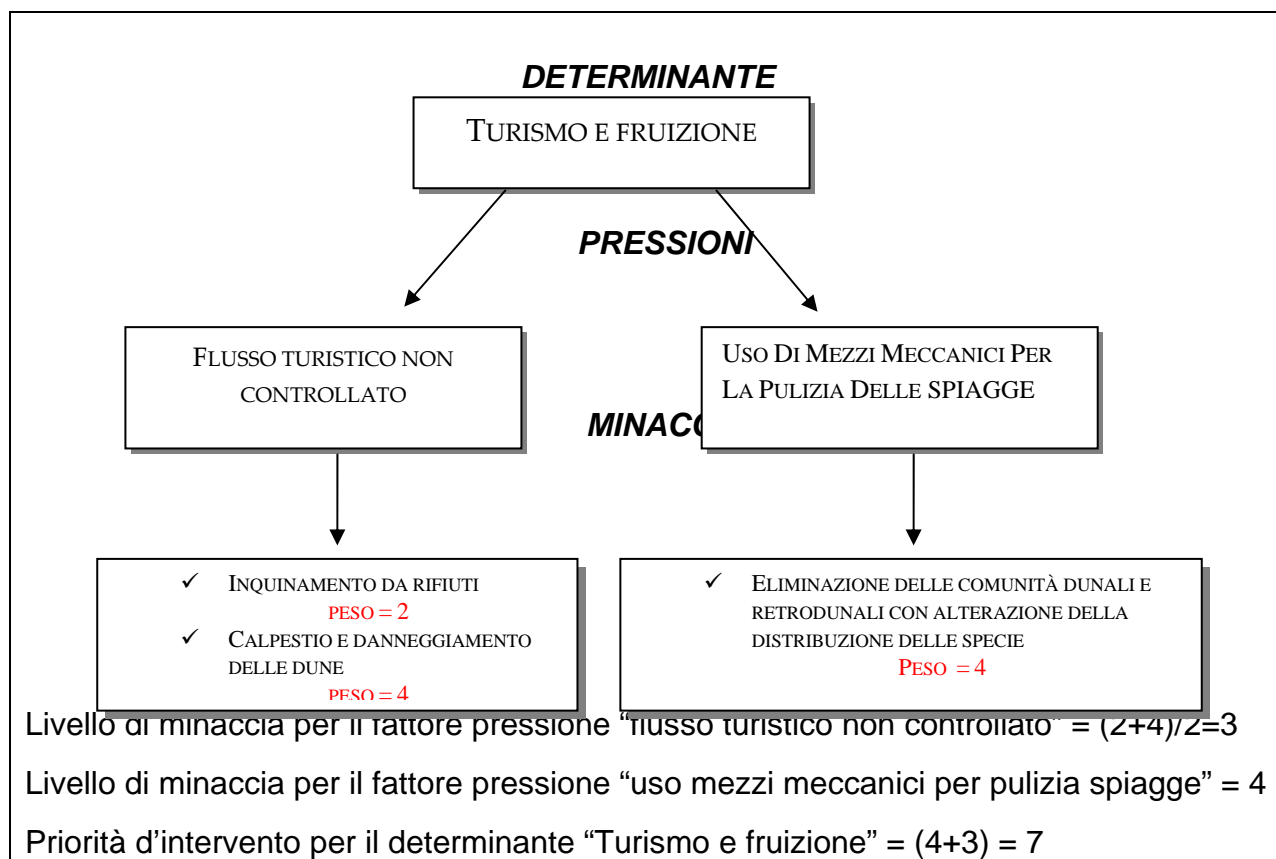 DETERMINANTE
TURISMO E FRUIZIONE
PRESSIONI
FLUSSO TURISTICO NON
CONTROLLATO
USO DI MEZZI MECCANICI PER
LA PULIZIA DELLE SPIAGGE
✓ INQUINAMENTO DA RIFIUTI
PESO = 2
✓ CALPESTIO E DANNEGGIAMENTO
DELLE DUNE
PESO = 4
✓ ELIMINAZIONE DELLE COMUNITÀ DUNALI E
RETRODUNALI CON ALTERAZIONE DELLA
DISTRIBUZIONE DELLE SPECIE
PESO = 4
Livello di minaccia per il fattore pressione “flusso turistico non controllato” = (2+4)/2=3
Livello di minaccia per il fattore pressione “uso mezzi meccanici per pulizia spiagge” = 4
Priorità d’intervento per il determinante “Turismo e fruizione” = (4+3) = 7